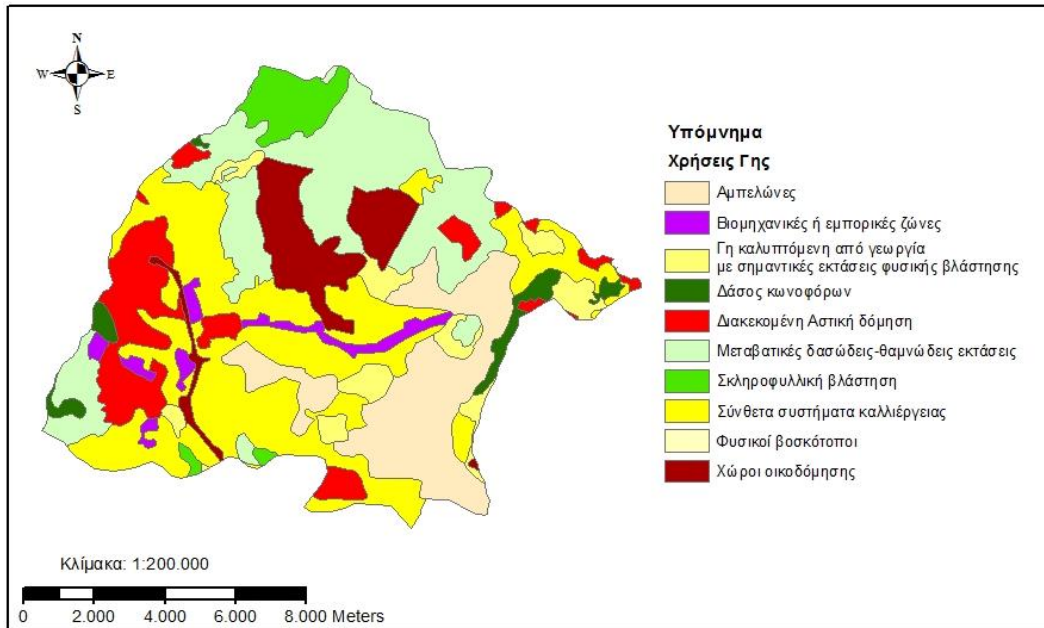 N
W E
S
Υπόμνημα
Χρήσεις Γης
Αμπελώνες
Βιομηχανικές ή εμπορικές ζώνες
Γη καλυπτόμενη από γεωργία
με σημαντικές εκτάσεις φυσικής βλάστησης
Δάσος κωνοφόρων
Διακεκομένη Αστική δόμηση
Μεταβατικές δασώδεις-θαμνώδεις εκτάσεις
Σκληροφυλλική βλάστηση
Σύνθετα συστήματα καλλιέργειας
Φυσικοί βοσκότοποι
Χώροι οικοδόμησης
Κλίμακα: 1:200.000
0 2.000 4.000 6.000 8.000 Meters